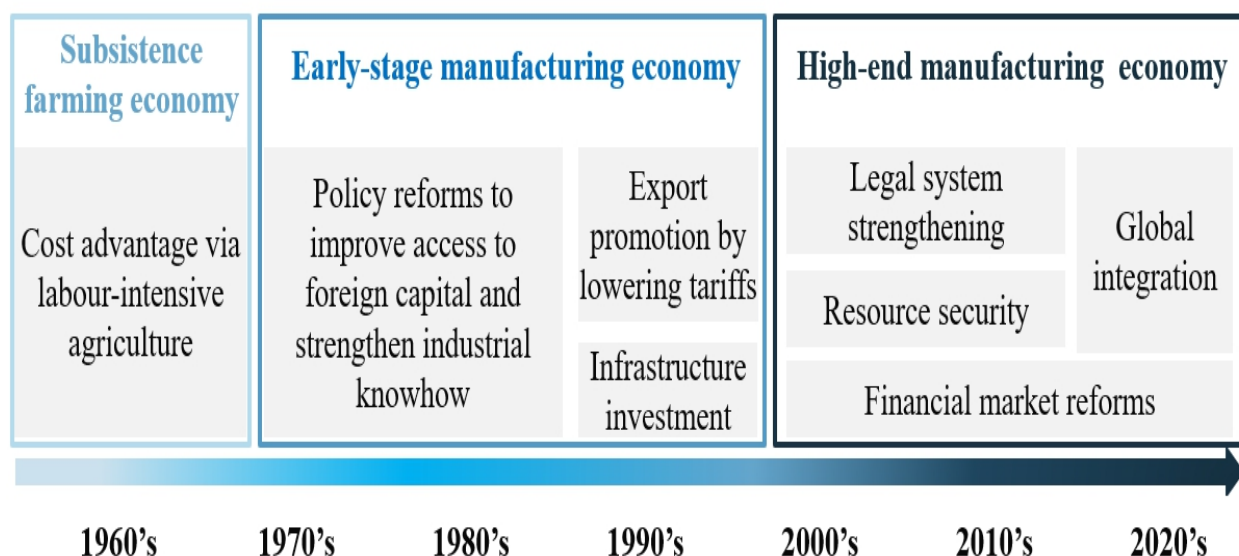 Subsistence
farming economy
Early-stage manufacturing economy
High-end manufacturing economy
Cost advantage via
labour-intensive
agriculture
Policy reforms to
improve access to
foreign capital and
strengthen industrial
knowhow
Export
promotion by
lowering tariffs
Infrastructure
investment
Legal system
strengthening
Resource security
Global
integration
Financial market reforms
1960’s 1970’s 1980’s 1990’s 2000’s 2010’s 2020’s